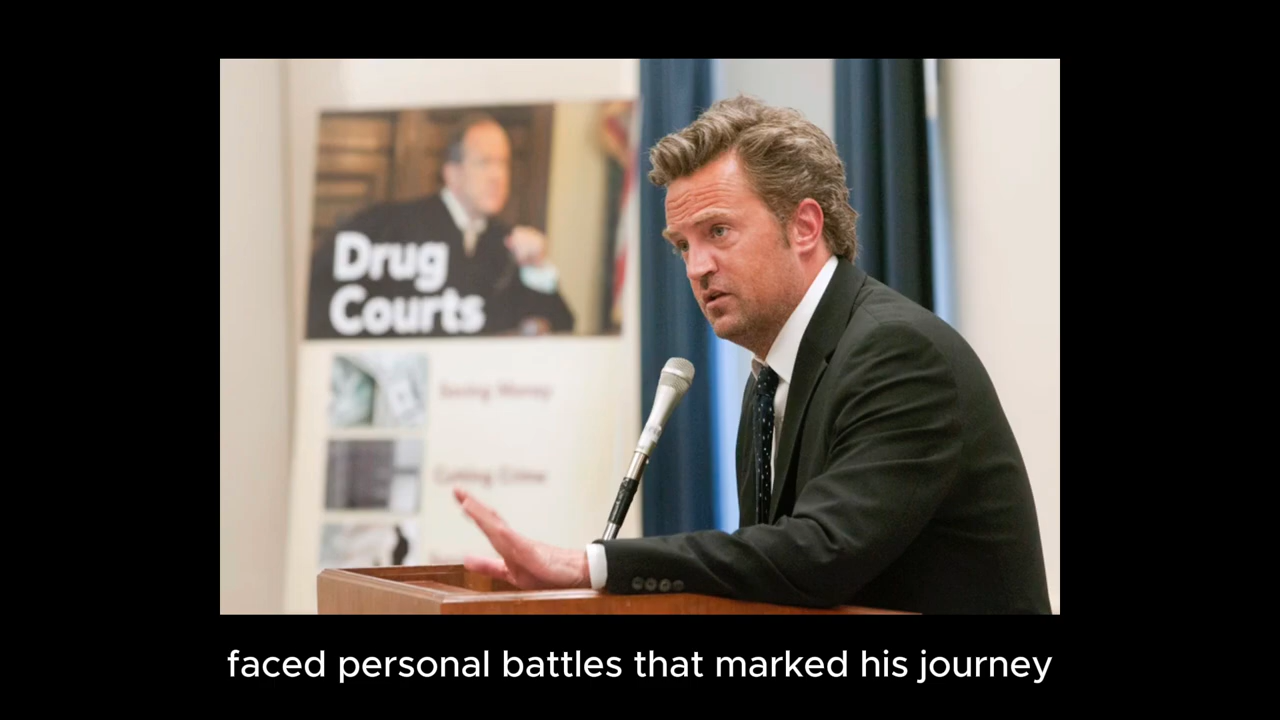 Drug
Courts
Saving Money
Cutting Crime
faced personal battles that marked his journey